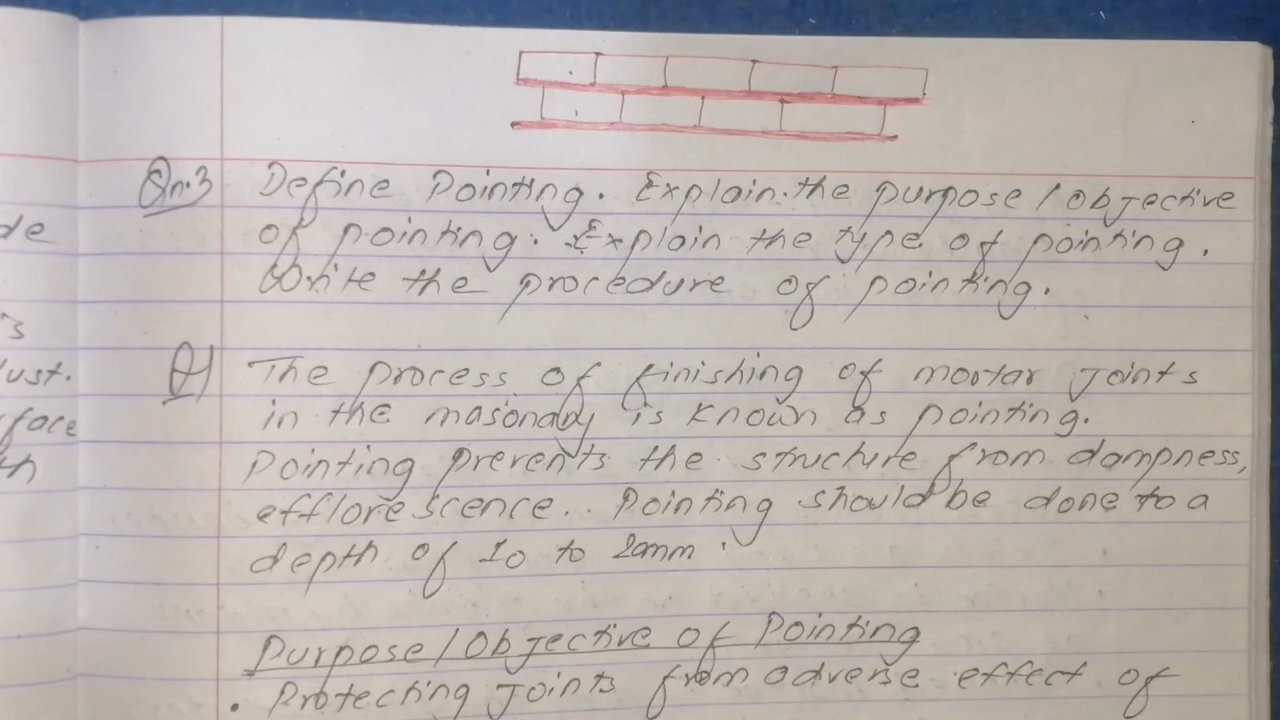 de
's
ust.
face
th
Qn.3 Define Pointing. Explain the purpose / objective
of pointing. Explain the type of pointing.
Write the procedure of pointing.
The process of finishing of mortar joints
in the masonary is known as pointing.
Pointing prevents the structure from dampness,
efflorescence.. Pointing should be done to a
depth of 10 to 20mm.
Purpose / Objective of Pointing
• Protecting joints from adverse effect of